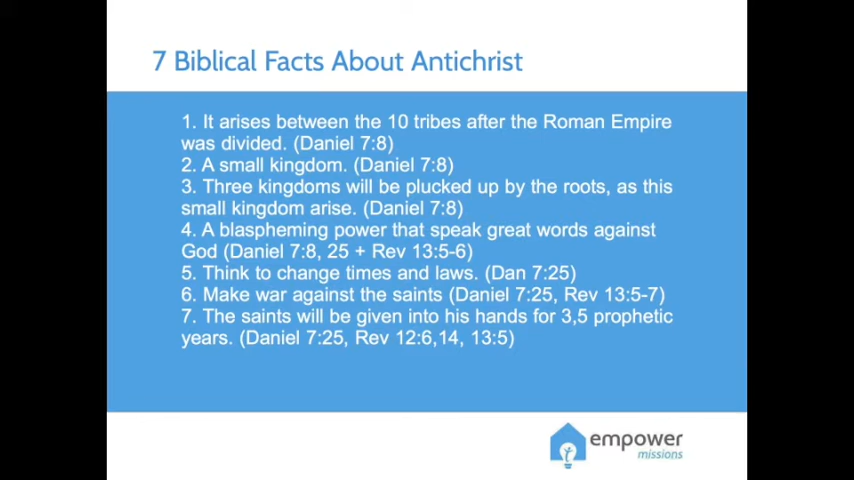 7 Biblical Facts About Antichrist
1. It arises between the 10 tribes after the Roman Empire
was divided. (Daniel 7:8)
2. A small kingdom. (Daniel 7:8)
3. Three kingdoms will be plucked up by the roots, as this
small kingdom arise. (Daniel 7:8)
4. A blaspheming power that speak great words against
God (Daniel 7:8, 25 + Rev 13:5-6)
5. Think to change times and laws. (Dan 7:25)
6. Make war against the saints (Daniel 7:25, Rev 13:5-7)
7. The saints will be given into his hands for 3,5 prophetic
years. (Daniel 7:25, Rev 12:6,14, 13:5)
empower
missions